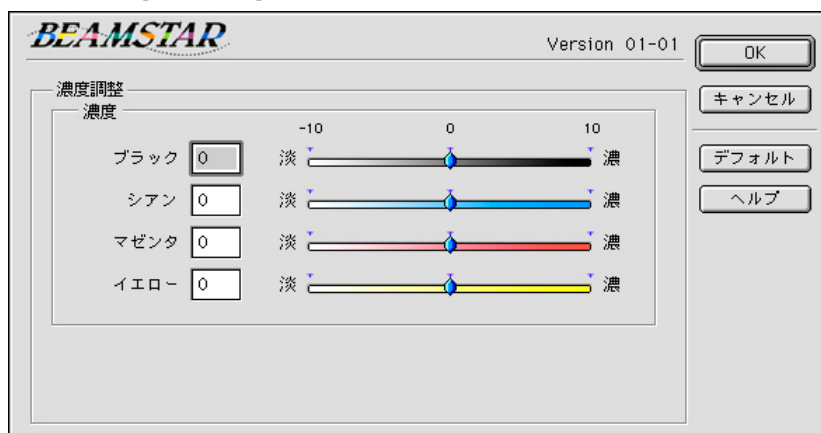 BEAMSTAR
Version 01-01
OK
キャンセル
デフォルト
ヘルプ
濃度調整
濃度
-10 0 10
ブラック 0 淡 濃
シアン 0 淡 濃
マゼンタ 0 淡 濃
イエロー 0 淡 濃